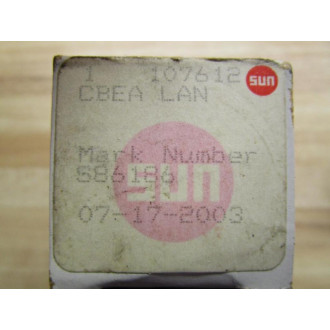 1 107612 sun
CBEA LAN
Mark Number
S86186
sun
07-17-2003